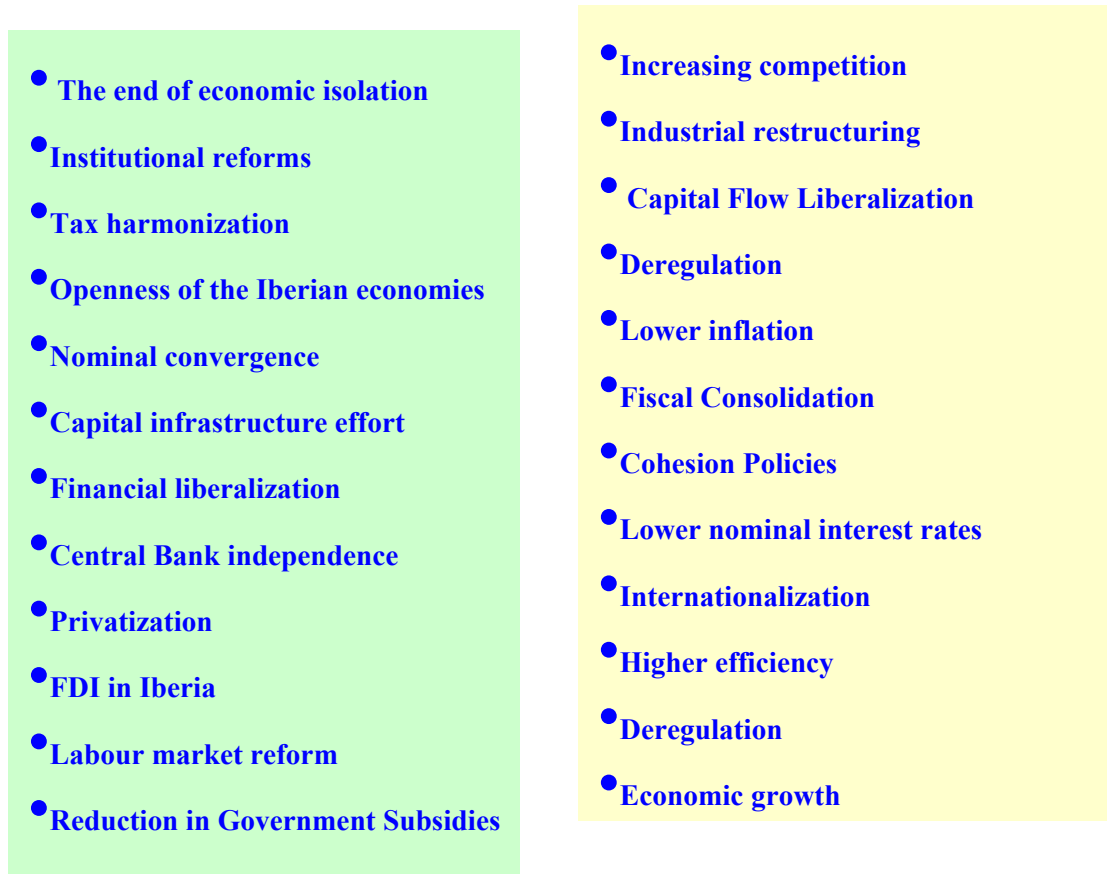 • The end of economic isolation
• Institutional reforms
• Tax harmonization
• Openness of the Iberian economies
• Nominal convergence
• Capital infrastructure effort
• Financial liberalization
• Central Bank independence
• Privatization
• FDI in Iberia
• Labour market reform
• Reduction in Government Subsidies
• Increasing competition
• Industrial restructuring
• Capital Flow Liberalization
• Deregulation
• Lower inflation
• Fiscal Consolidation
• Cohesion Policies
• Lower nominal interest rates
• Internationalization
• Higher efficiency
• Deregulation
• Economic growth